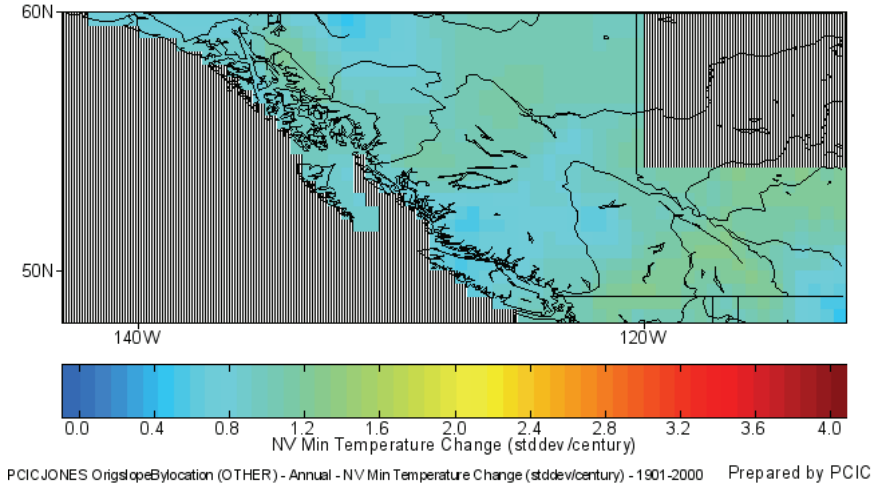 60N
50N
140W 120W
0.0 0.4 0.8 1.2 1.6 2.0 2.4 2.8 3.2 3.6 4.0
NV Min Temperature Change (stddev/century)
PCICJONES OrigslopeBylocation (OTHER) - Annual - NV Min Temperature Change (stddev/century) - 1901-2000 Prepared by PCIC